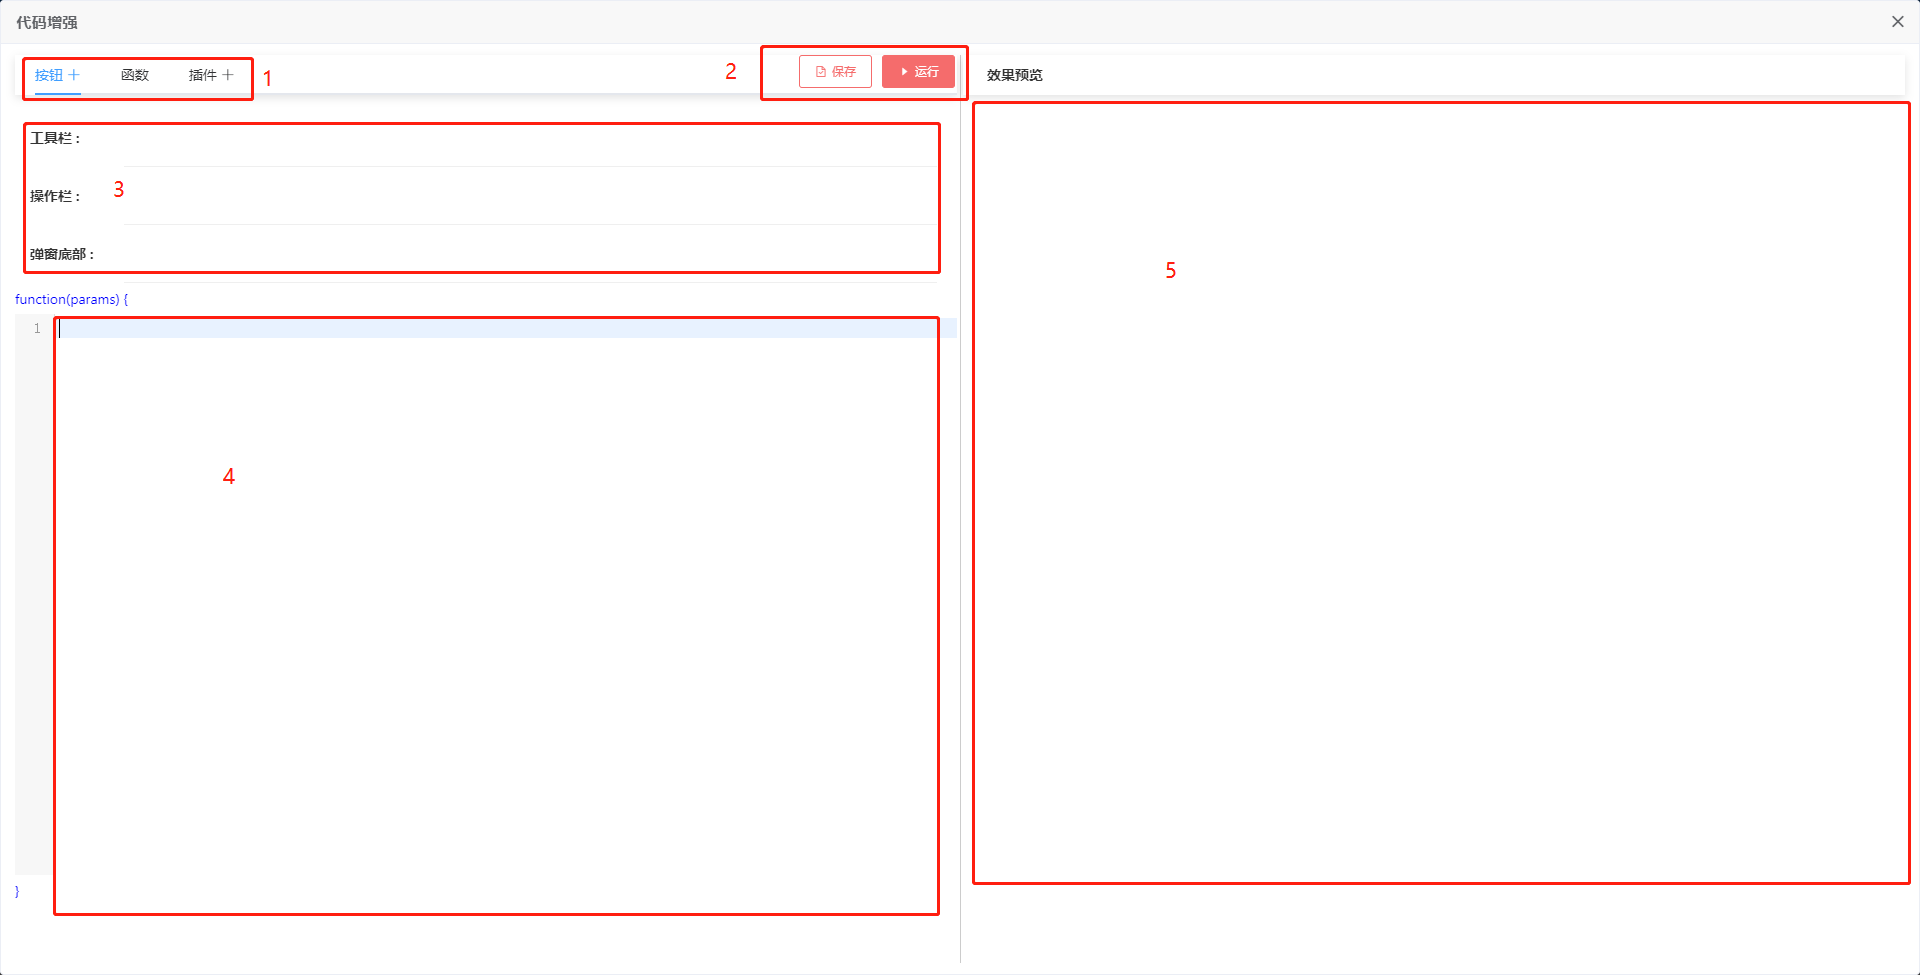 代码增强
按钮 函数 插件 1
2 保存 运行
效果预览
工具栏：
3
操作栏：
弹窗底部：
5
function(params) {
1
4
}